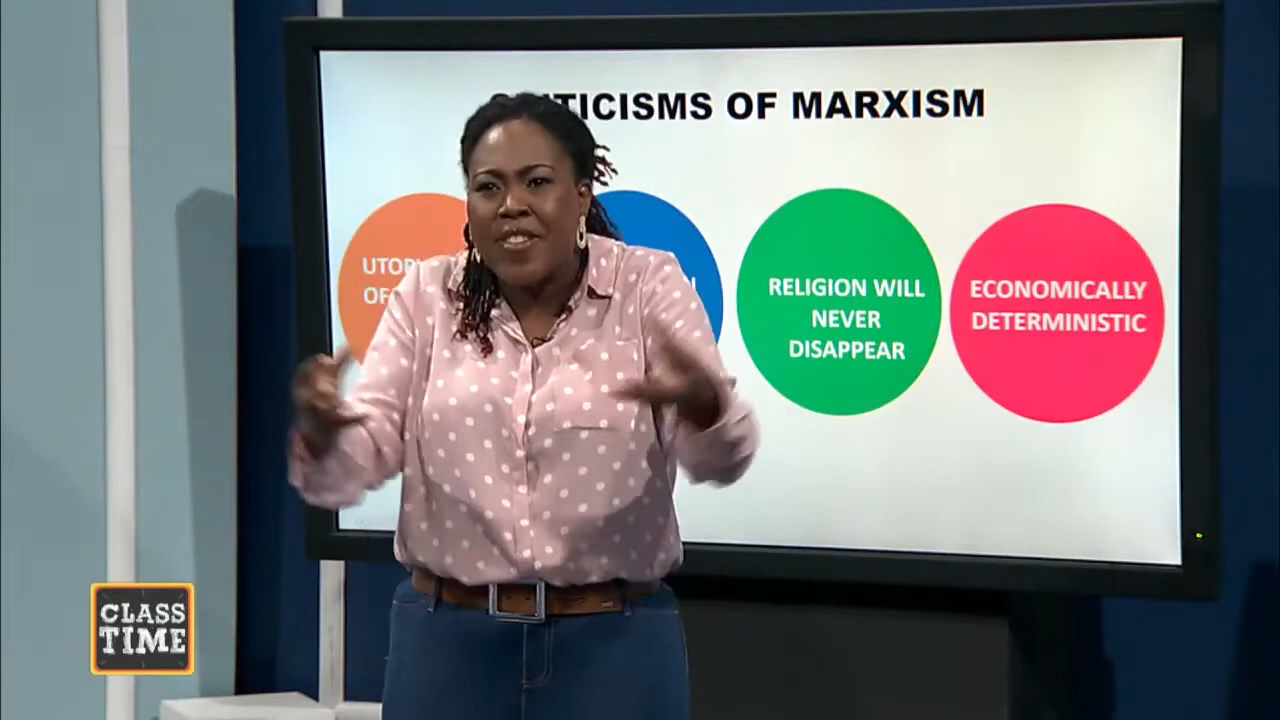 CRITICISMS OF MARXISM
RELIGION WILL
NEVER
DISAPPEAR
ECONOMICALLY
DETERMINISTIC
CLASS
TIME